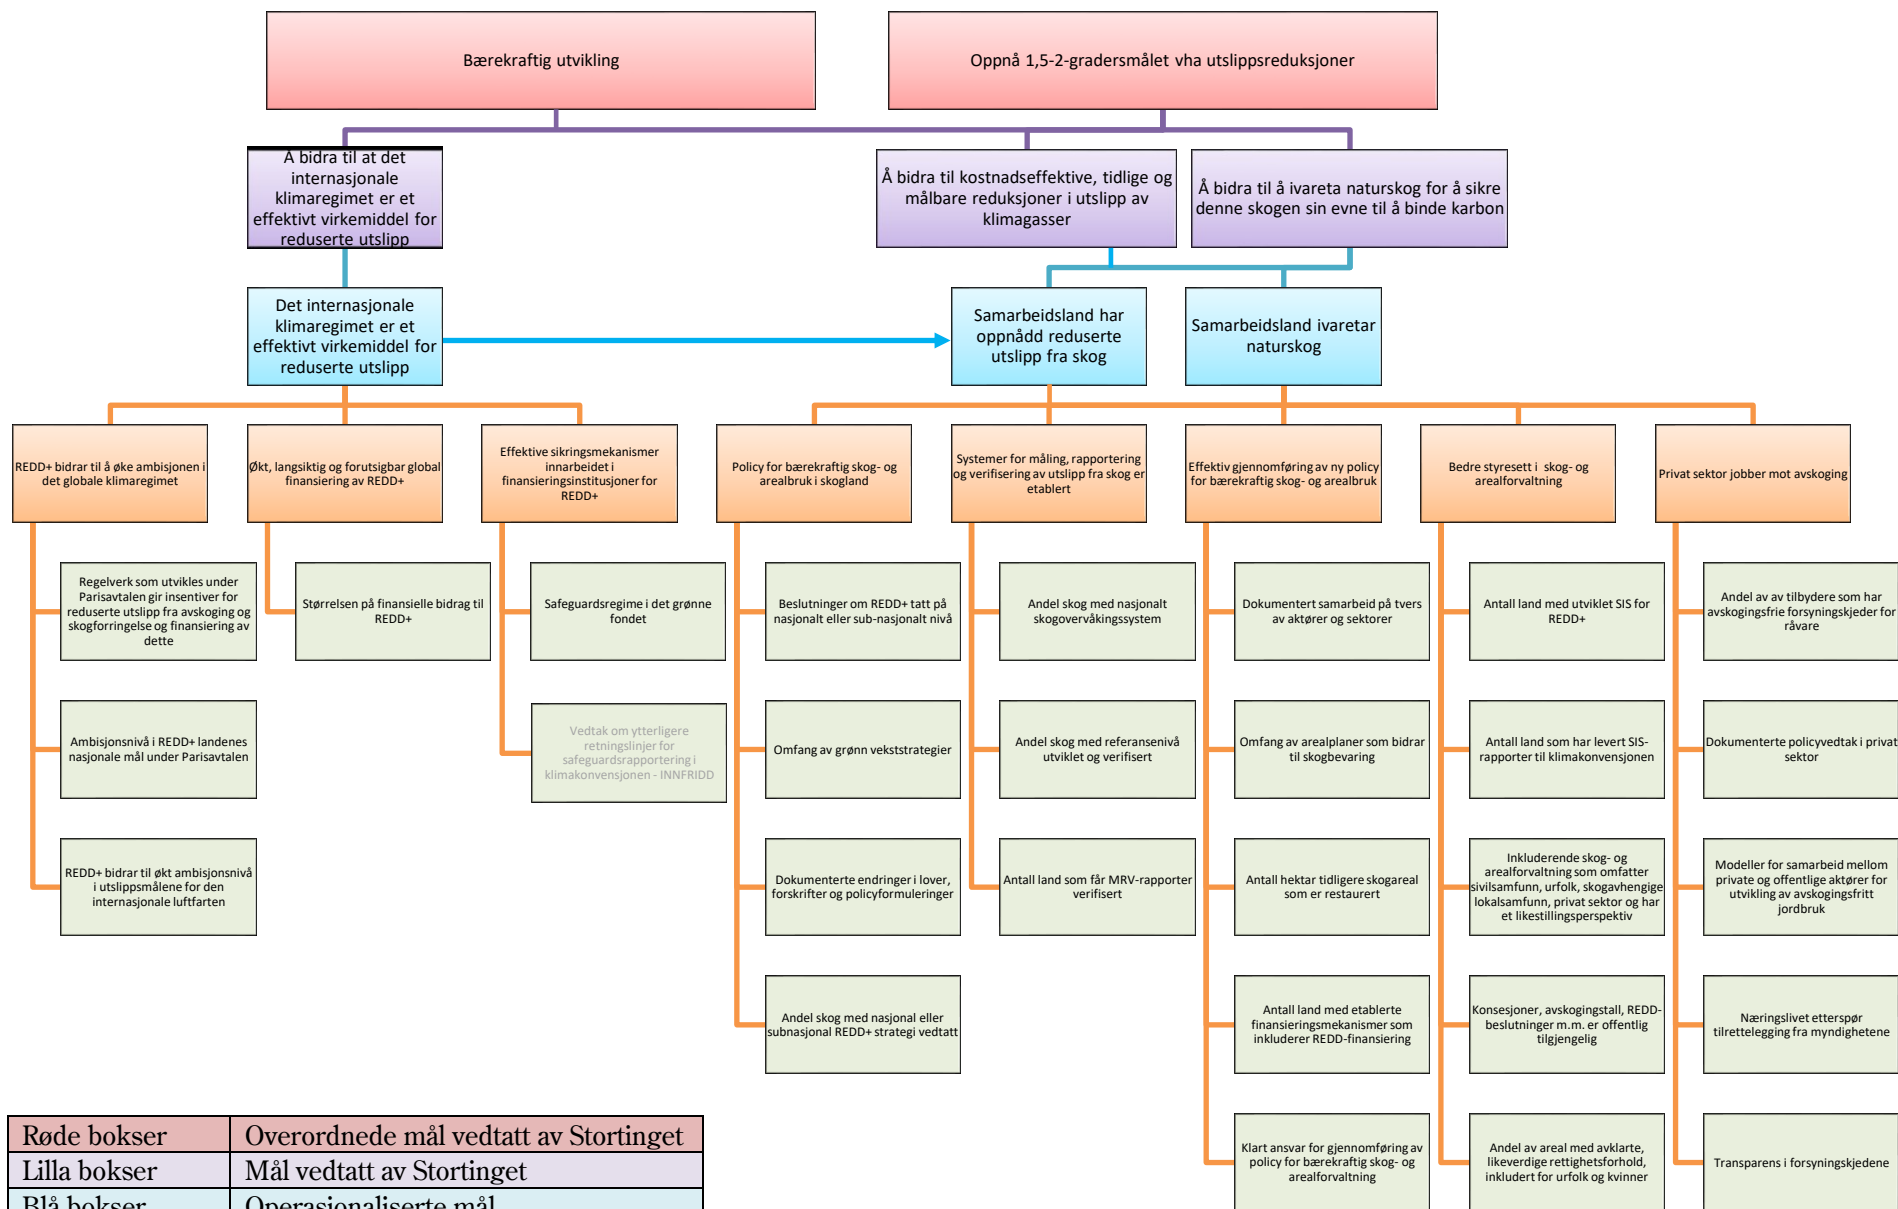 Bærekraftig utvikling
Oppnå 1,5-2-gradersmålet vha utslippsreduksjoner
Å bidra til at det
internasjonale
klimaregimet er et
effektivt virkemiddel for
reduserte utslipp
Å bidra til kostnadseffektive, tidlige og
målbare reduksjoner i utslipp av
klimagasser
Å bidra til å ivareta naturskog for å sikre
denne skogen sin evne til å binde karbon
Det internasjonale
klimaregimet er et
effektivt virkemiddel for
reduserte utslipp
Samarbeidsland har
oppnådd reduserte
utslipp fra skog
Samarbeidsland ivaretar
naturskog
REDD+ bidrar til å øke ambisjonen i
det globale klimaregimet
Økt, langsiktig og forutsigbar global
finansiering av REDD+
Effektive sikringsmekanismer
innarbeidet i
finansieringsinstitusjoner for
REDD+
Policy for bærekraftig skog- og
arealbruk i skogland
Systemer for måling, rapportering
og verifisering av utslipp fra skog er
etablert
Effektiv gjennomføring av ny policy
for bærekraftig skog- og arealbruk
Bedre styresett i  skog- og
arealforvaltning
Privat sektor jobber mot avskoging
Regelverk som utvikles under
Parisavtalen gir insentiver for
reduserte utslipp fra avskoging og
skogforringelse og finansiering av
dette
Størrelsen på finansielle bidrag til
REDD+
Safeguardsregime i det grønne
fondet
Beslutninger om REDD+ tatt på
nasjonalt eller sub-nasjonalt nivå
Andel skog med nasjonalt
skogovervåkingssystem
Dokumentert samarbeid på tvers
av aktører og sektorer
Antall land med utviklet SIS for
REDD+
Andel av av tilbydere som har
avskogingsfrie forsyningskjeder for
råvare
Ambisjonsnivå i REDD+ landenes
nasjonale mål under Parisavtalen
Vedtak om ytterligere
retningslinjer for
safeguardsrapportering i
klimakonvensjonen - INNFRIDD
Omfang av grønn vekststrategier
Andel skog med referansenivå
utviklet og verifisert
Omfang av arealplaner som bidrar
til skogbevaring
Antall land som har levert SIS-
rapporter til klimakonvensjonen
Dokumenterte policyvedtak i privat
sektor
REDD+ bidrar til økt ambisjonsnivå
i utslippsmålene for den
internasjonale luftfarten
Dokumenterte endringer i lover,
forskrifter og policyformuleringer
Antall land som får MRV-rapporter
verifisert
Antall hektar tidligere skogareal
som er restaurert
Inkluderende skog- og
arealforvaltning som omfatter
sivilsamfunn, urfolk, skogavhengige
lokalsamfunn, privat sektor og har
et likestillingsperspektiv
Modeller for samarbeid mellom
private og offentlige aktører for
utvikling av avskogingsfritt
jordbruk
Andel skog med nasjonal eller
subnasjonal REDD+ strategi vedtatt
Antall land med etablerte
finansieringsmekanismer som
inkluderer REDD-finansiering
Konsesjoner, avskogingstall, REDD-
beslutninger m.m. er offentlig
tilgjengelig
Næringslivet etterspør
tilrettelegging fra myndighetene
Klart ansvar for gjennomføring av
policy for bærekraftig skog- og
arealforvaltning
Andel av areal med avklarte,
likeverdige rettighetsforhold,
inkludert for urfolk og kvinner
Transparens i forsyningskjedene
Røde bokser Overordnede mål vedtatt av Stortinget
Lilla bokser Mål vedtatt av Stortinget
Blå bokser Operasjonaliserte mål